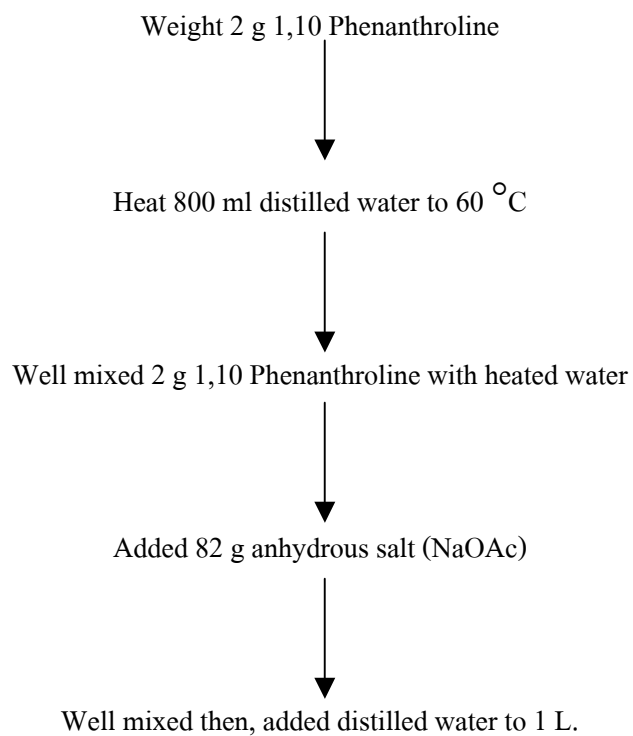 Weight 2 g 1,10 Phenanthroline
Heat 800 ml distilled water to 60 °C
Well mixed 2 g 1,10 Phenanthroline with heated water
Added 82 g anhydrous salt (NaOAc)
Well mixed then, added distilled water to 1 L.